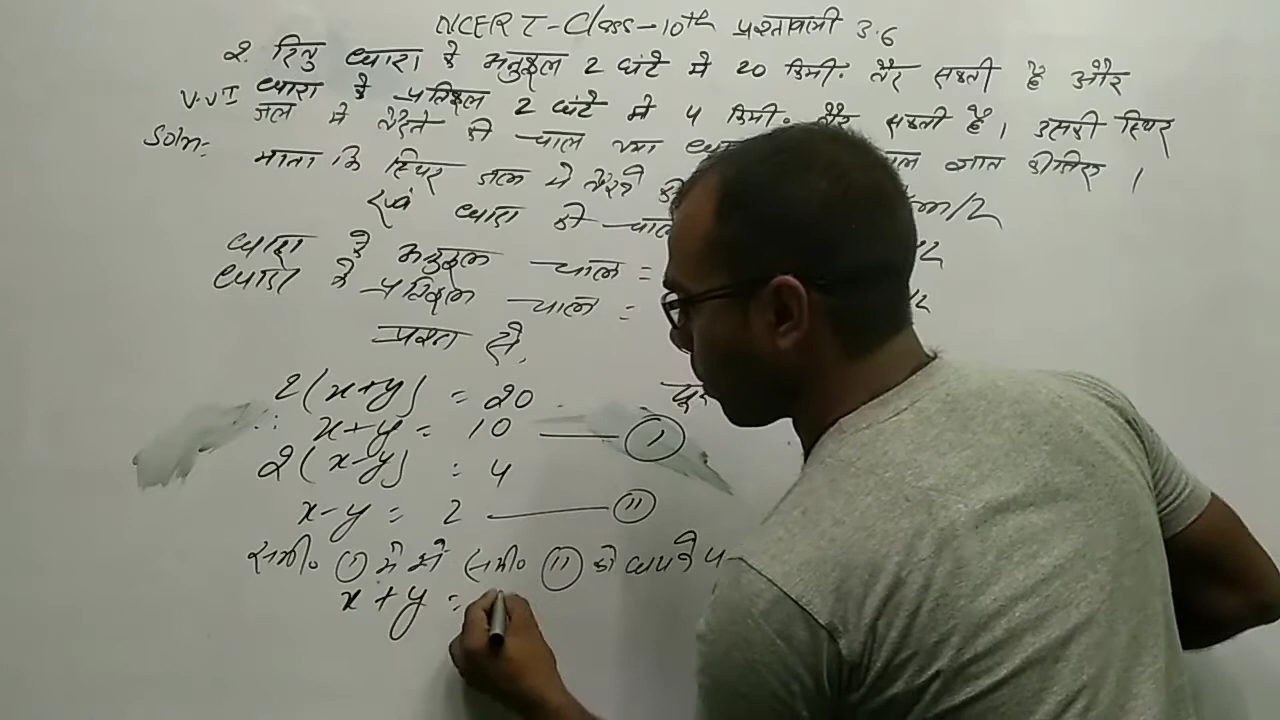 NCERT-Class-10th प्रश्नावली 3.6
2. रितु धारा के अनुकूल 2 घंटे में 20 किमी. तैर सकती है और
V.V.I धारा के प्रतिकूल 2 घंटे में 4 किमी. तैर सकती है। उसकी स्थिर
जल में तैरने की चाल तथा धारा चाल ज्ञात कीजिए।
Soln: माना कि स्थिर जल में तैरने की km/h
एवं धारा की चाल
धारा के अनुकूल चाल =
धारा के प्रतिकूल चाल =
प्रश्न से,
2(x+y) = 20
∴ x+y = 10 —— (I)
2(x-y) = 4
x-y = 2 —— (II)
समी० (I) में से समी० (II) को घटाने प
x + y =